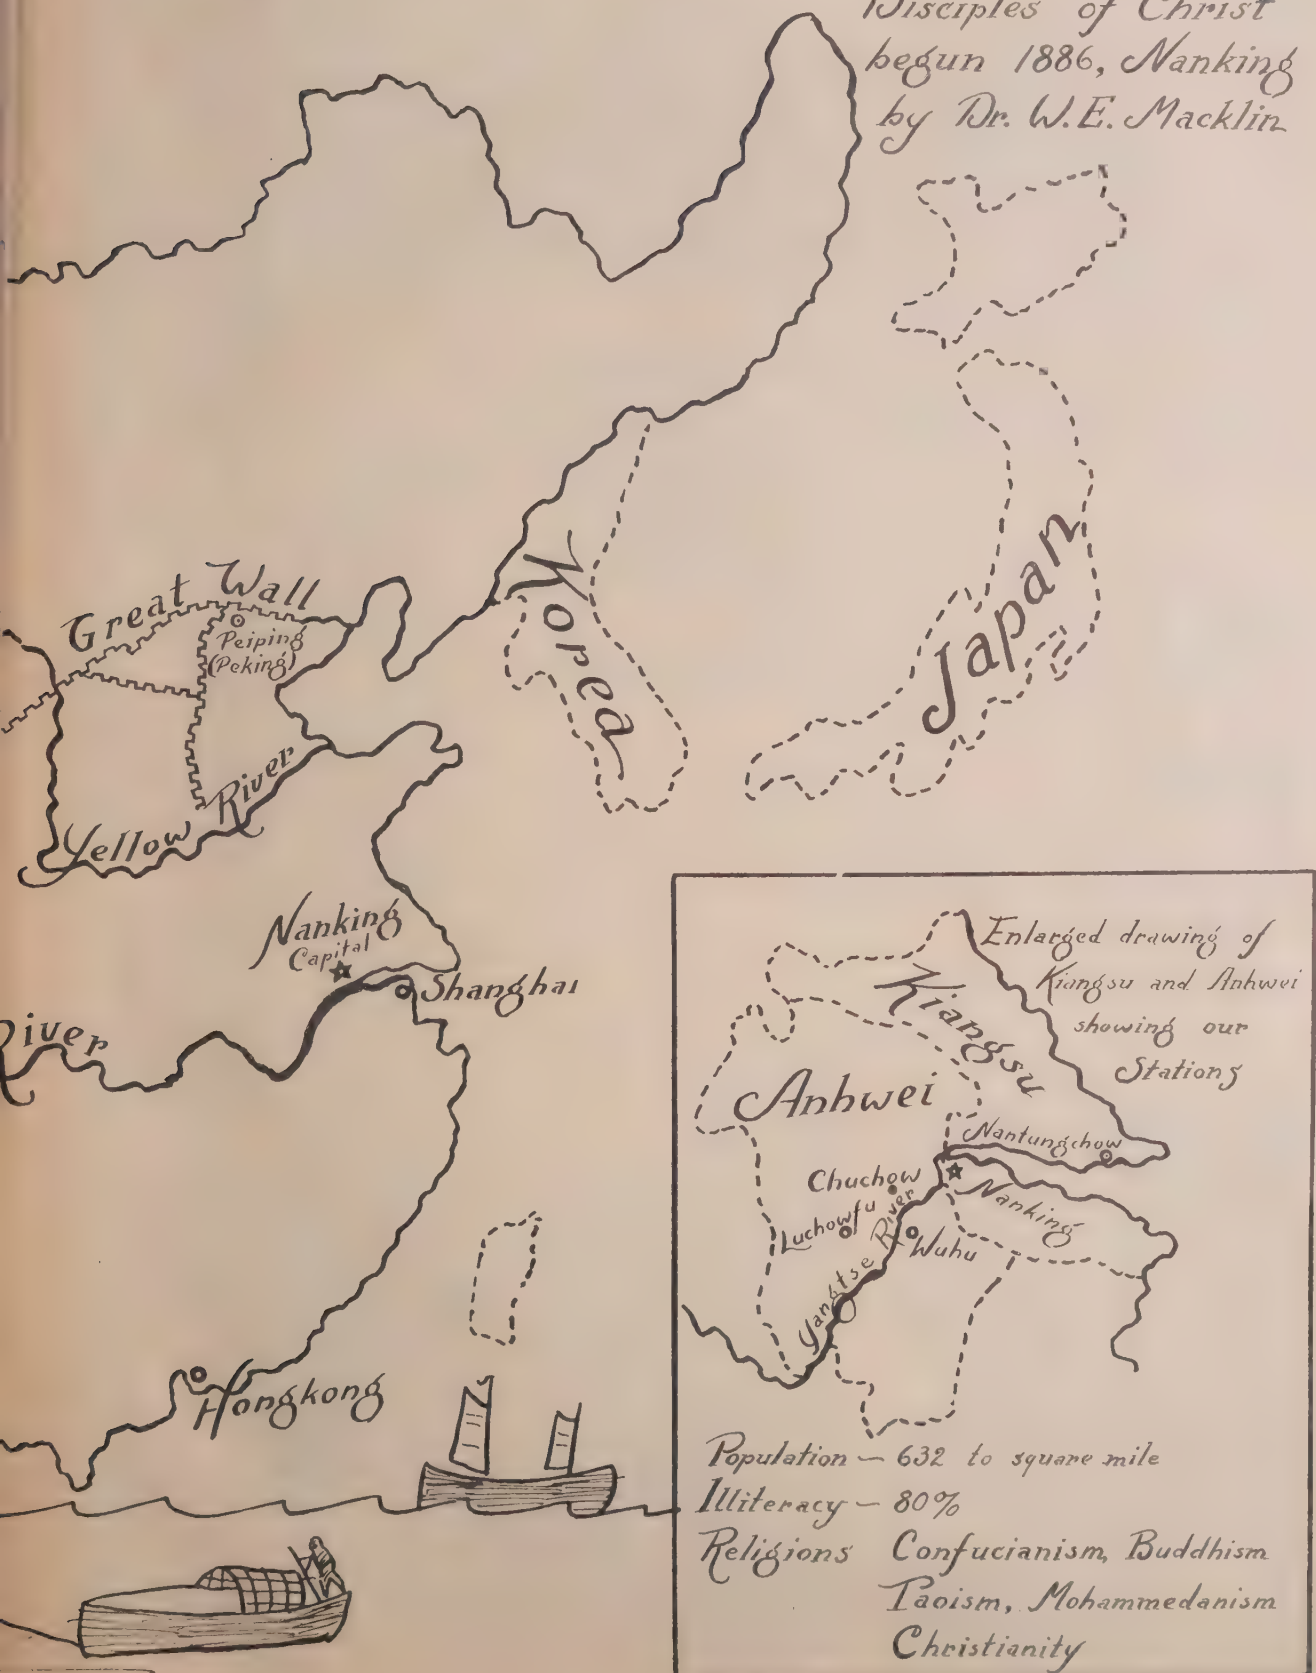 Disciples of Christ
begun 1886, Nanking
by Dr. W.E. Macklin
Great Wall
Peiping
(Peking)
Korea
Japan
Yellow River
Nanking
Capital
Shanghai
River
Hongkong
Enlarged drawing of
Kiangsu and Anhwei
showing our
Stations
Kiangsu
Anhwei
Nantungchow
Chuchow
Nanking
Luchowfu
Wuhu
Yangtse River
Population — 632 to square mile
Illiteracy — 80%
Religions Confucianism, Buddhism
Taoism, Mohammedanism
Christianity